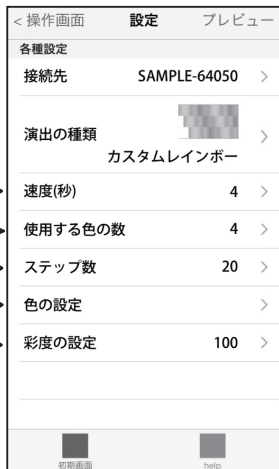 < 操作画面 設定 プレビュー
各種設定
接続先 SAMPLE-64050 >
演出の種類 >
カスタムレインボー
速度(秒) 4 >
使用する色の数 4 >
ステップ数 20 >
色の設定 >
彩度の設定 100 >
初期画面 help